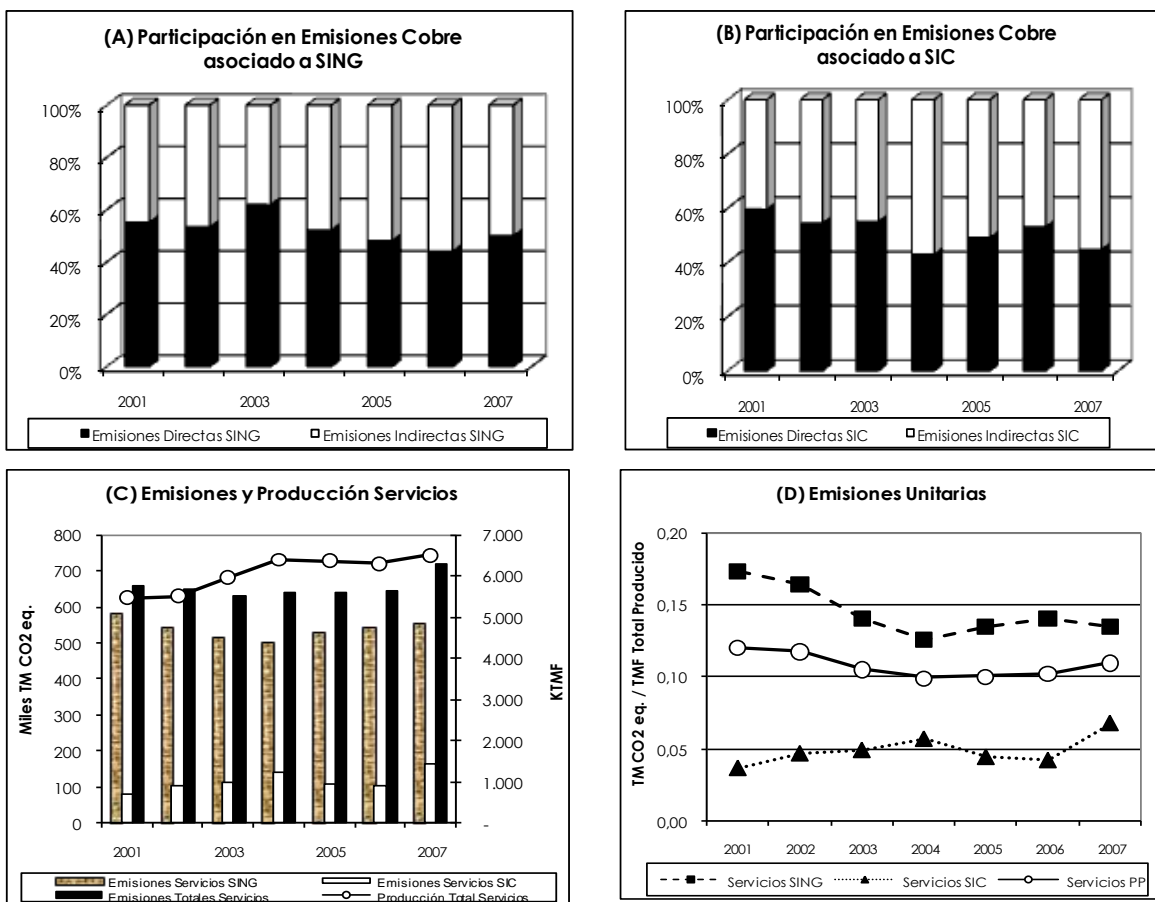 (A) Participación en Emisiones Cobre
asociado a SING
100%
80%
60%
40%
20%
0%
2001 2003 2005 2007
Emisiones Directas SING Emisiones Indirectas SING
(B) Participación en Emisiones Cobre
asociado a SIC
100%
80%
60%
40%
20%
0%
2001 2003 2005 2007
Emisiones Directas SIC Emisiones Indirectas SIC
(C) Emisiones y Producción Servicios
Miles TM CO2 eq.
800
700
600
500
400
300
200
100
0
7.000
6.000
5.000
4.000
3.000
2.000
1.000
-
KTMF
2001 2003 2005 2007
Emisiones Servicios SING Emisiones Servicios SIC
Emisiones Totales Servicios Producción Total Servicios
(D) Emisiones Unitarias
TM CO2 eq. / TMF Total Producido
0,20
0,15
0,10
0,05
0,00
2001 2002 2003 2004 2005 2006 2007
Servicios SING Servicios SIC Servicios PP